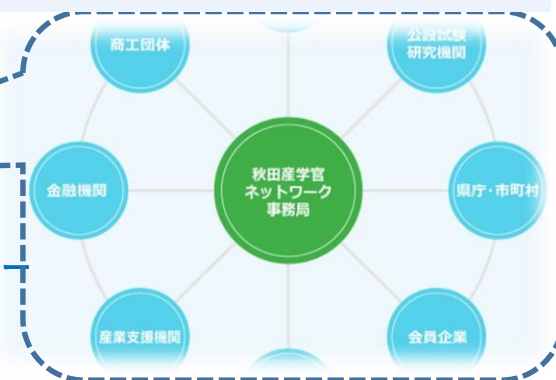 商工団体
公設試験
研究機関
金融機関
秋田産学官
ネットワーク
事務局
県庁・市町村
産業支援機関
会員企業